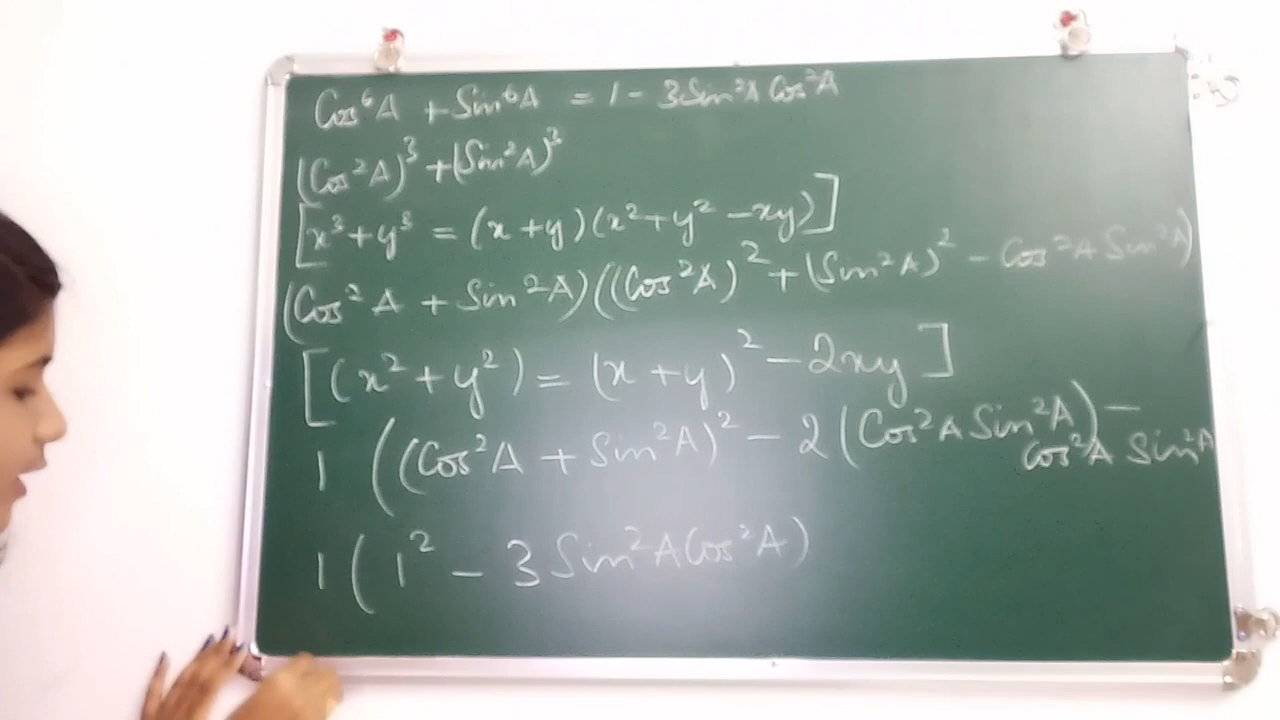 Cos⁶A + Sin⁶A = 1 - 3 Sin²A Cos²A
(Cos²A)³ + (Sin²A)³
[x³ + y³ = (x + y) (x² + y² - xy)]
(Cos²A + Sin²A) ((Cos²A)² + (Sin²A)² - Cos²A Sin²A)
[(x² + y²) = (x + y)² - 2xy]
1 ((Cos²A + Sin²A)² - 2 (Cos²A Sin²A) -
Cos²A Sin²A
1 (1² - 3 Sin²A Cos²A)